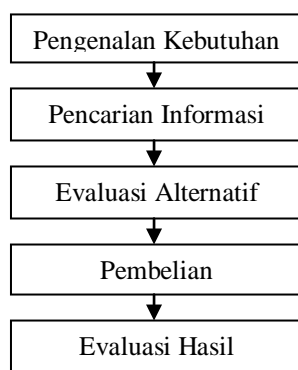 Pengenalan Kebutuhan
Pencarian Informasi
Evaluasi Alternatif
Pembelian
Evaluasi Hasil